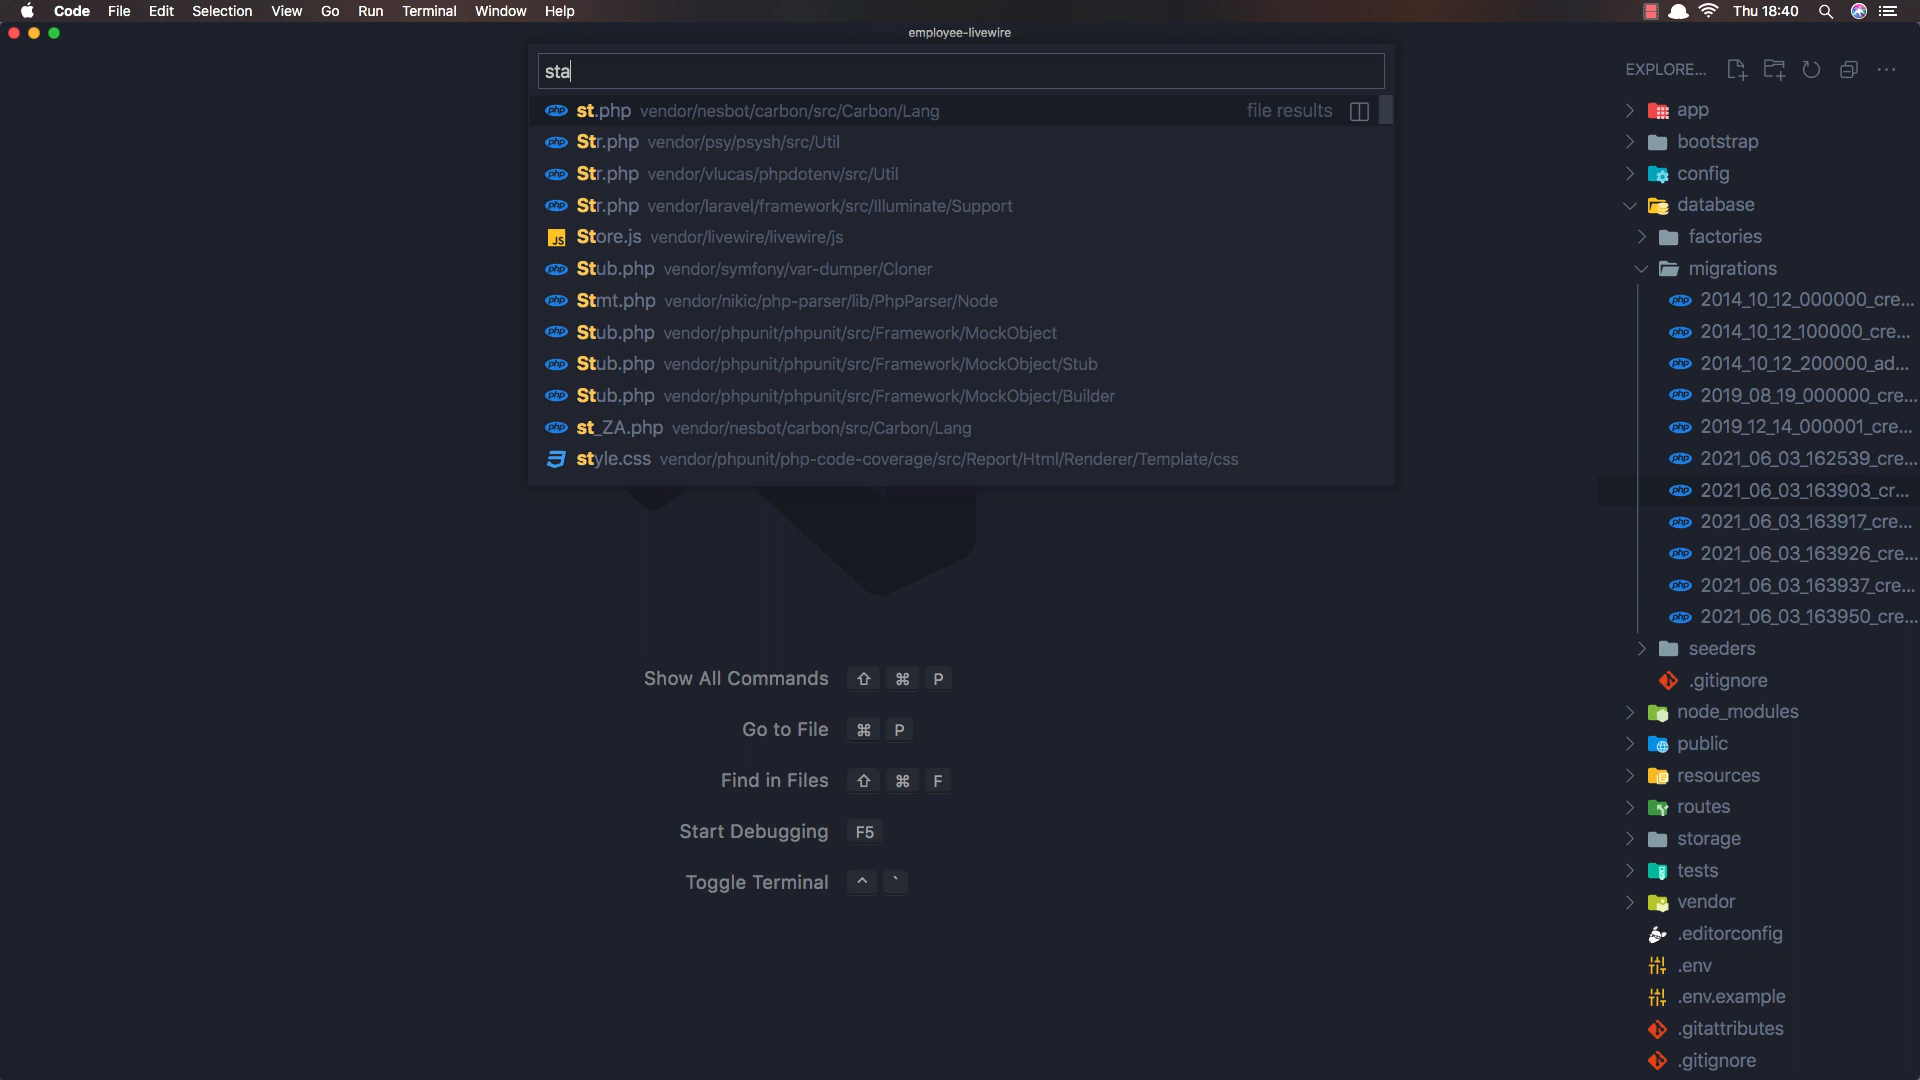 Code File Edit Selection View Go Run Terminal Window Help
Thu 18:40
employee-livewire
sta
st.php vendor/nesbot/carbon/src/Carbon/Lang file results
Str.php vendor/psy/psysh/src/Util
Str.php vendor/vlucas/phpdotenv/src/Util
Str.php vendor/laravel/framework/src/Illuminate/Support
JS Store.js vendor/livewire/livewire/js
Stub.php vendor/symfony/var-dumper/Cloner
Stmt.php vendor/nikic/php-parser/lib/PhpParser/Node
Stub.php vendor/phpunit/phpunit/src/Framework/MockObject
Stub.php vendor/phpunit/phpunit/src/Framework/MockObject/Stub
Stub.php vendor/phpunit/phpunit/src/Framework/MockObject/Builder
st_ZA.php vendor/nesbot/carbon/src/Carbon/Lang
style.css vendor/phpunit/php-code-coverage/src/Report/Html/Renderer/Template/css
Show All Commands ⇧ ⌘ P
Go to File ⌘ P
Find in Files ⇧ ⌘ F
Start Debugging F5
Toggle Terminal ^ `
EXPLORE...
app
bootstrap
config
database
factories
migrations
2014_10_12_000000_cre...
2014_10_12_100000_cre...
2014_10_12_200000_ad...
2019_08_19_000000_cre...
2019_12_14_000001_cre...
2021_06_03_162539_cre...
2021_06_03_163903_cr...
2021_06_03_163917_cre...
2021_06_03_163926_cre...
2021_06_03_163937_cre...
2021_06_03_163950_cre...
seeders
.gitignore
node_modules
public
resources
routes
storage
tests
vendor
.editorconfig
.env
.env.example
.gitattributes
.gitignore